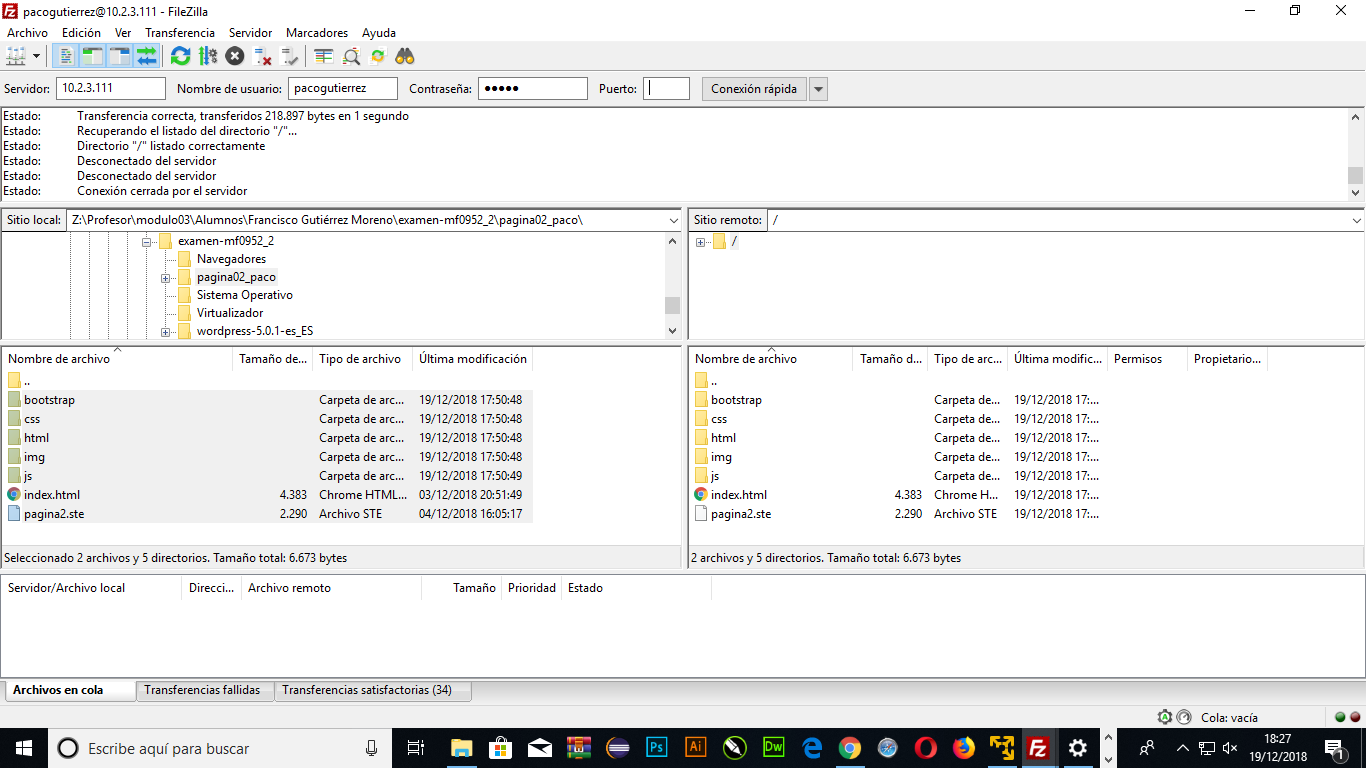 pacogutierrez@10.2.3.111 - FileZilla
Archivo Edición Ver Transferencia Servidor Marcadores Ayuda
Servidor: 10.2.3.111 Nombre de usuario: pacogutierrez Contraseña: ●●●●● Puerto: Conexión rápida
Estado: Transferencia correcta, transferidos 218.897 bytes en 1 segundo
Estado: Recuperando el listado del directorio "/"...
Estado: Directorio "/" listado correctamente
Estado: Desconectado del servidor
Estado: Desconectado del servidor
Estado: Conexión cerrada por el servidor
Sitio local: Z:\Profesor\modulo03\Alumnos\Francisco Gutiérrez Moreno\examen-mf0952_2\pagina02_paco\
examen-mf0952_2
Navegadores
pagina02_paco
Sistema Operativo
Virtualizador
wordpress-5.0.1-es_ES
Sitio remoto: /
/
Nombre de archivo Tamaño de... Tipo de archivo Última modificación
..
bootstrap Carpeta de arc... 19/12/2018 17:50:48
css Carpeta de arc... 19/12/2018 17:50:48
html Carpeta de arc... 19/12/2018 17:50:48
img Carpeta de arc... 19/12/2018 17:50:48
js Carpeta de arc... 19/12/2018 17:50:49
index.html 4.383 Chrome HTML... 03/12/2018 20:51:49
pagina2.ste 2.290 Archivo STE 04/12/2018 16:05:17
Seleccionado 2 archivos y 5 directorios. Tamaño total: 6.673 bytes
Nombre de archivo Tamaño d... Tipo de arc... Última modific... Permisos Propietario...
..
bootstrap Carpeta de... 19/12/2018 17:...
css Carpeta de... 19/12/2018 17:...
html Carpeta de... 19/12/2018 17:...
img Carpeta de... 19/12/2018 17:...
js Carpeta de... 19/12/2018 17:...
index.html 4.383 Chrome H... 19/12/2018 17:...
pagina2.ste 2.290 Archivo STE 19/12/2018 17:...
2 archivos y 5 directorios. Tamaño total: 6.673 bytes
Servidor/Archivo local Direcci... Archivo remoto Tamaño Prioridad Estado
Archivos en cola Transferencias fallidas Transferencias satisfactorias (34)
Cola: vacía
Escribe aquí para buscar
Ps Ai Dw Fz
18:27
19/12/2018
1